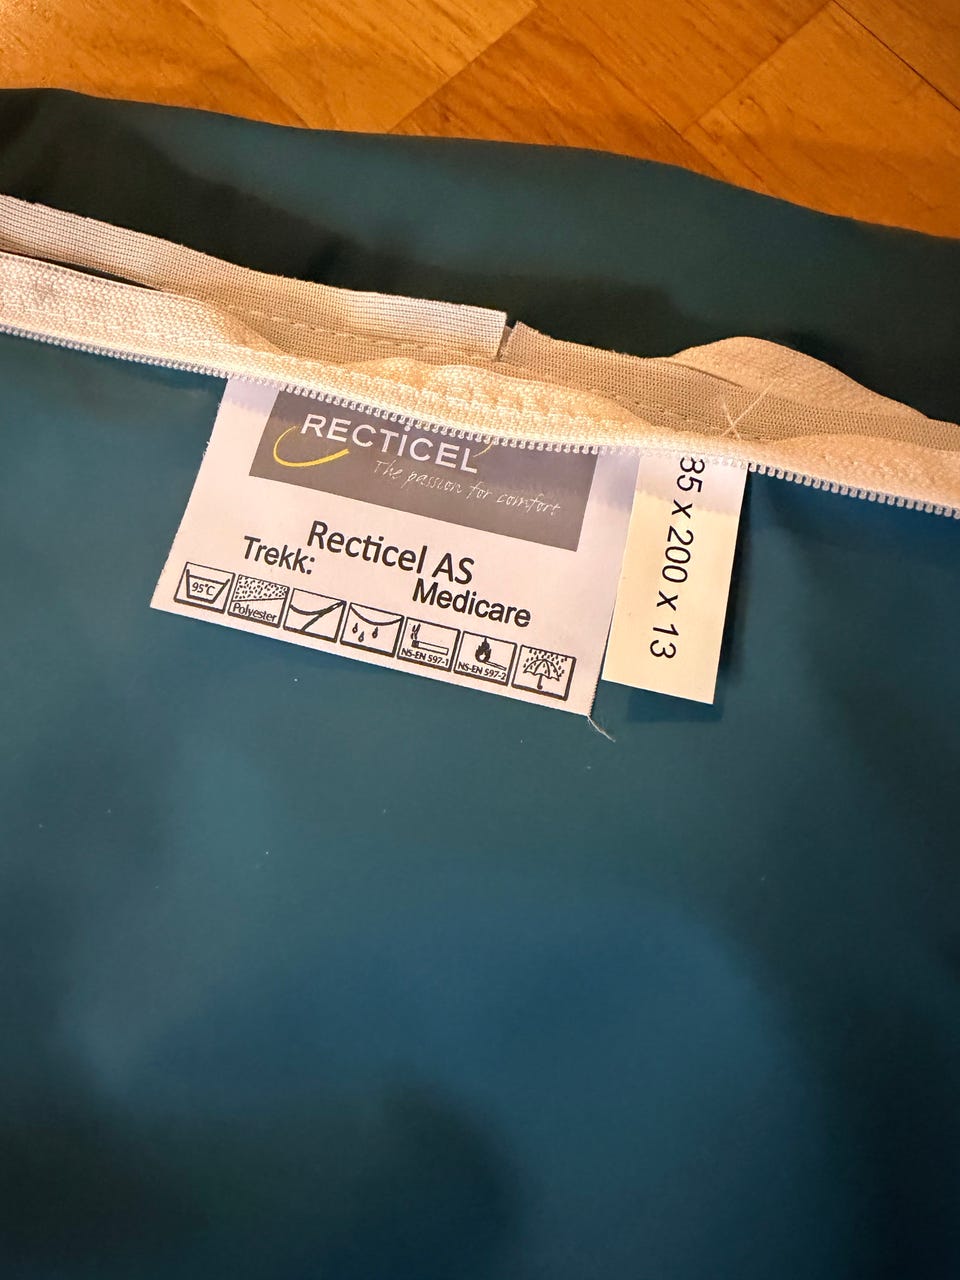 RECTICEL
The passion for comfort
Recticel AS
Trekk:
Medicare
95°C
Polyester
NS-EN 597-1
NS-EN 597-2
85 x 200 x 13